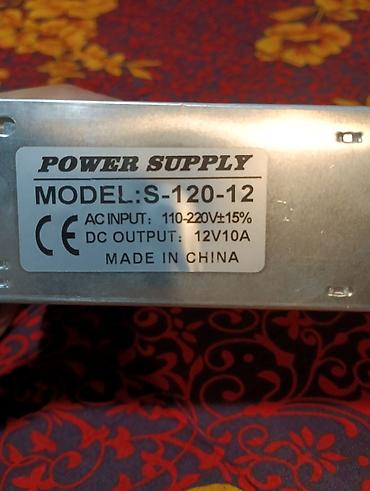 POWER SUPPLY
MODEL:S-120-12
CE AC INPUT: 110-220V±15%
DC OUTPUT: 12V10A
MADE IN CHINA